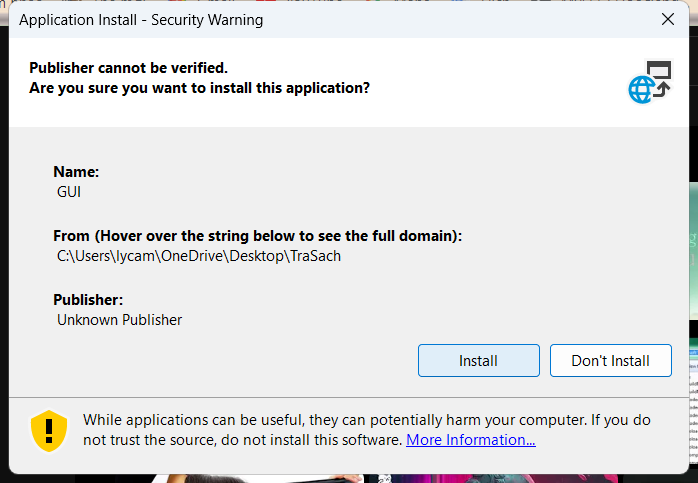 Application Install - Security Warning
Publisher cannot be verified.
Are you sure you want to install this application?
Name:
GUI
From (Hover over the string below to see the full domain):
C:\Users\lycam\OneDrive\Desktop\TraSach
Publisher:
Unknown Publisher
Install
Don't Install
While applications can be useful, they can potentially harm your computer. If you do
not trust the source, do not install this software. More Information...